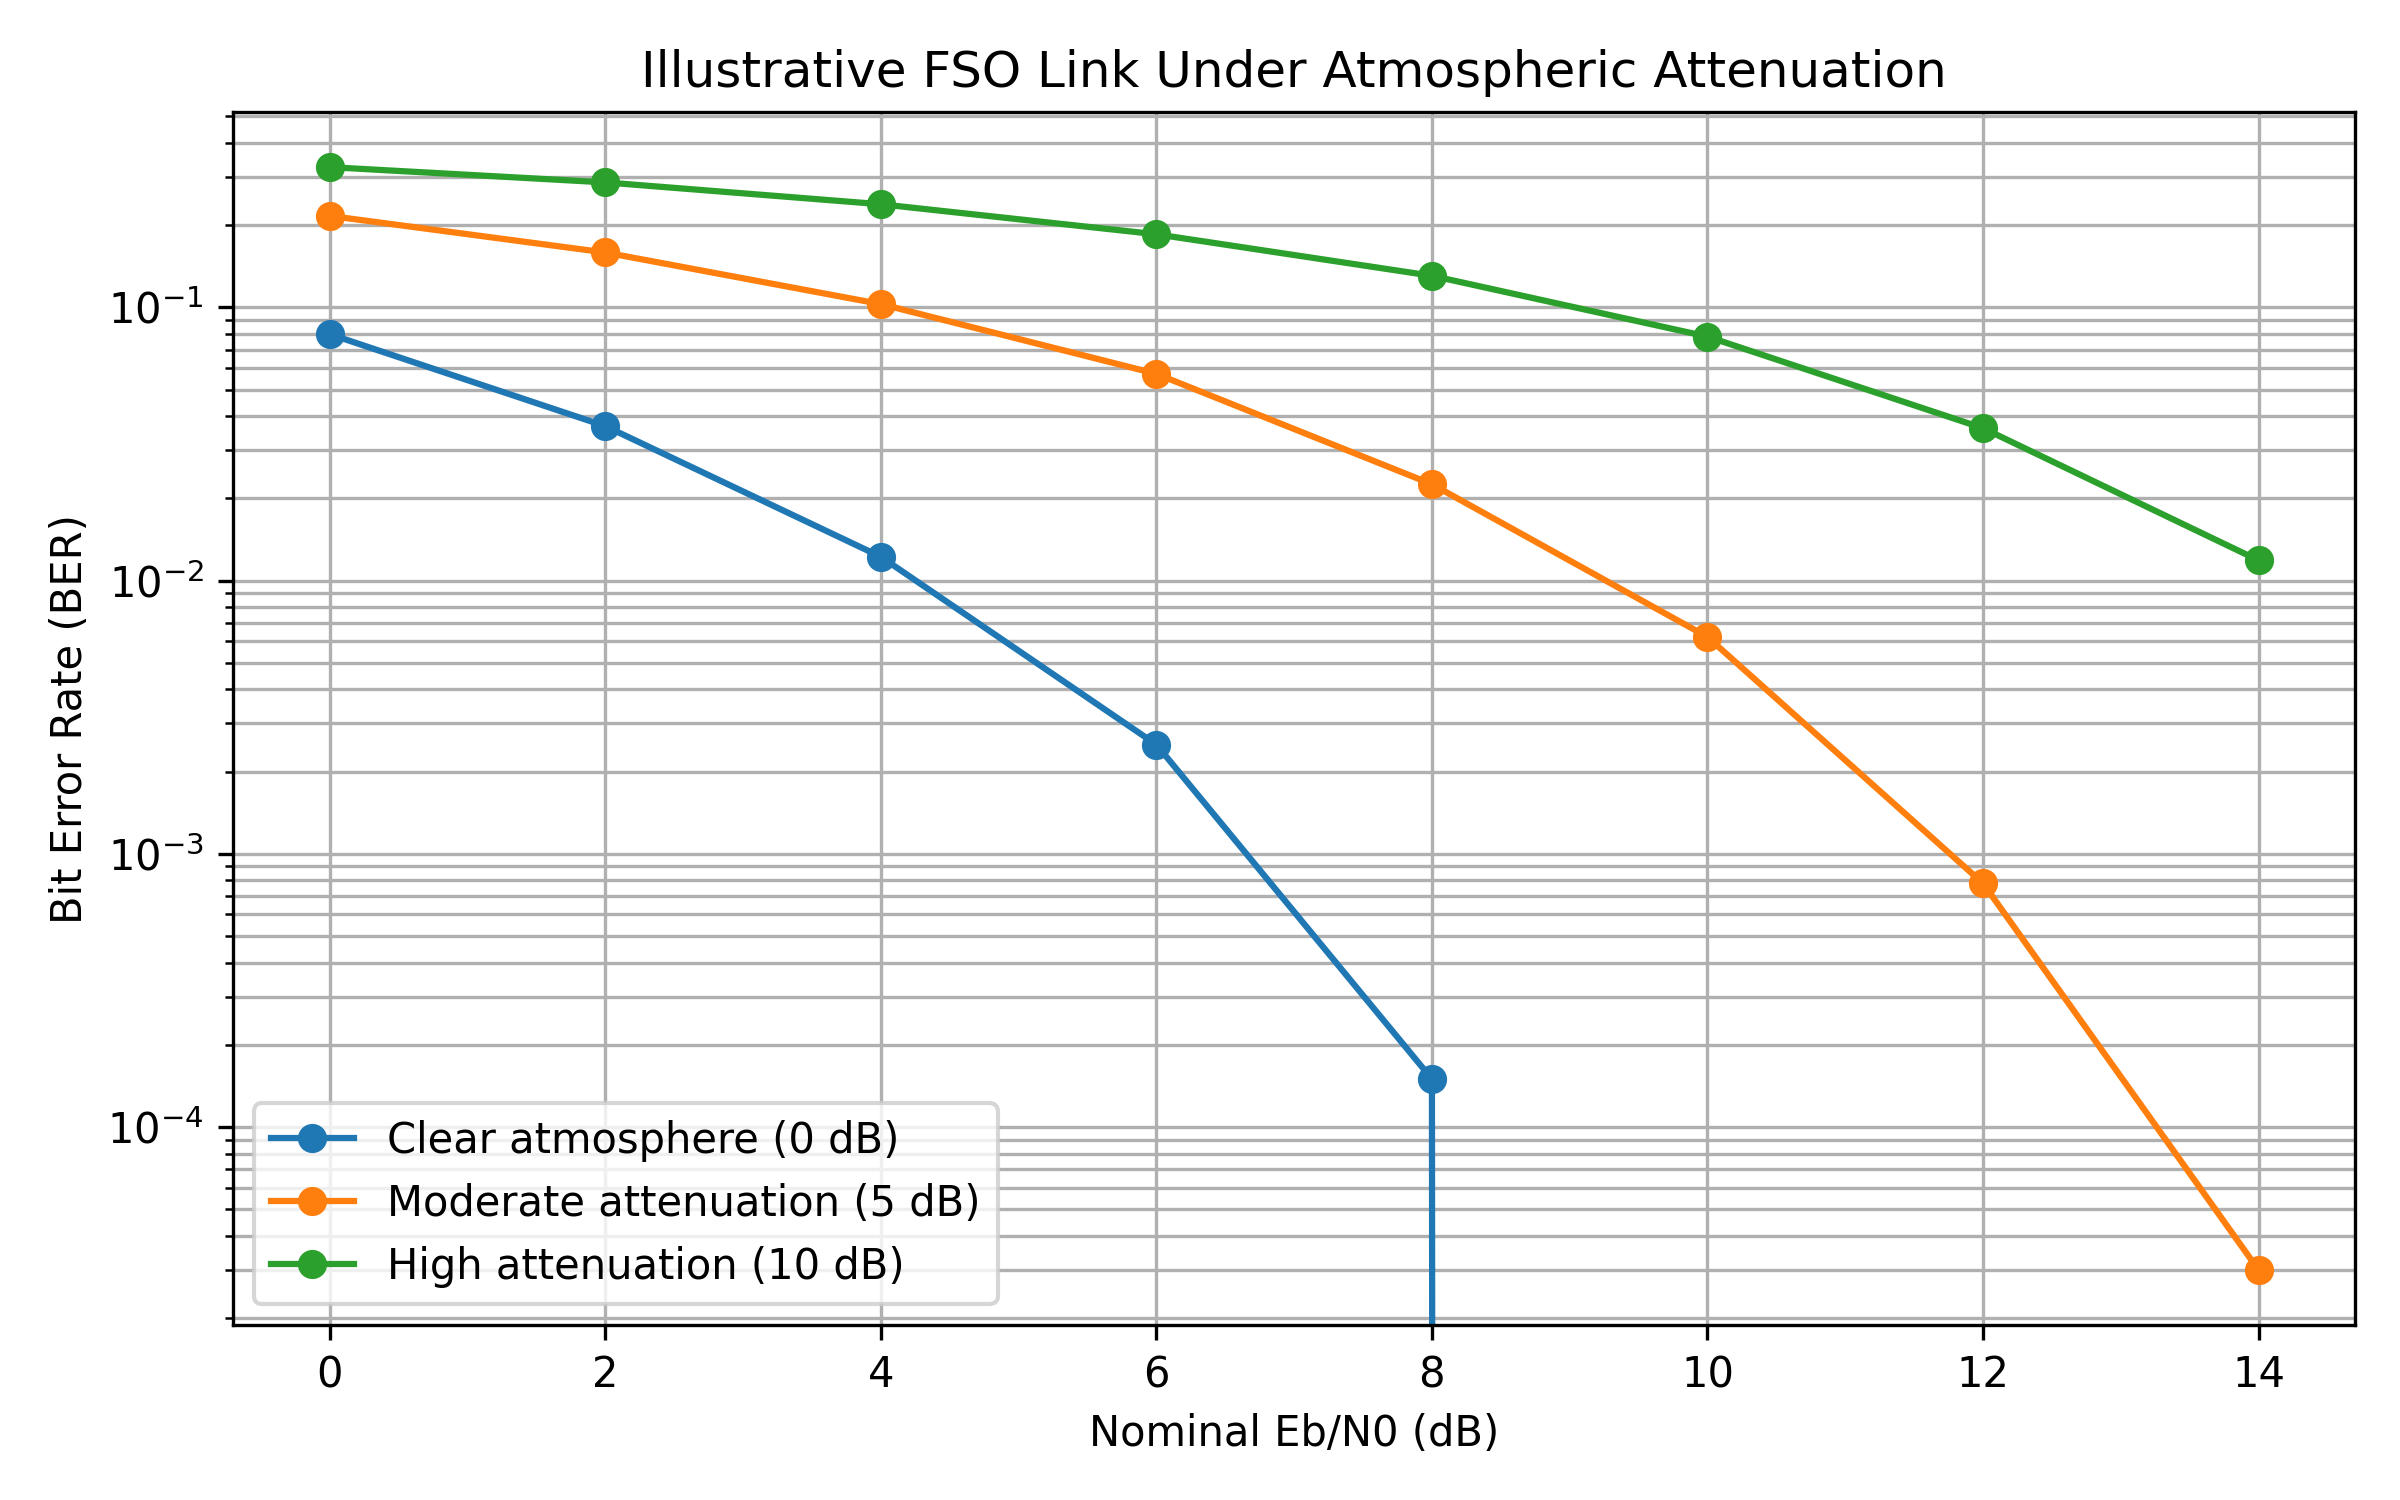 Illustrative FSO Link Under Atmospheric Attenuation
Bit Error Rate (BER)
10⁻¹
10⁻²
10⁻³
10⁻⁴
Clear atmosphere (0 dB)
Moderate attenuation (5 dB)
High attenuation (10 dB)
0 2 4 6 8 10 12 14
Nominal Eb/N0 (dB)